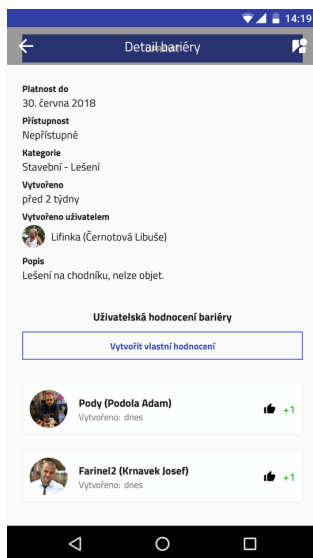 14:19
Detail bariéry
Platnost do
30. června 2018
Přístupnost
Nepřístupné
Kategorie
Stavební - Lešení
Vytvořeno
před 2 týdny
Vytvořeno uživatelem
Lifinka (Černotová Libuše)
Popis
Lešení na chodníku, nelze objet.
Uživatelská hodnocení bariéry
Vytvořit vlastní hodnocení
Pody (Podola Adam)
Vytvořeno: dnes
+1
Farinel2 (Krnavek Josef)
Vytvořeno: dnes
+1